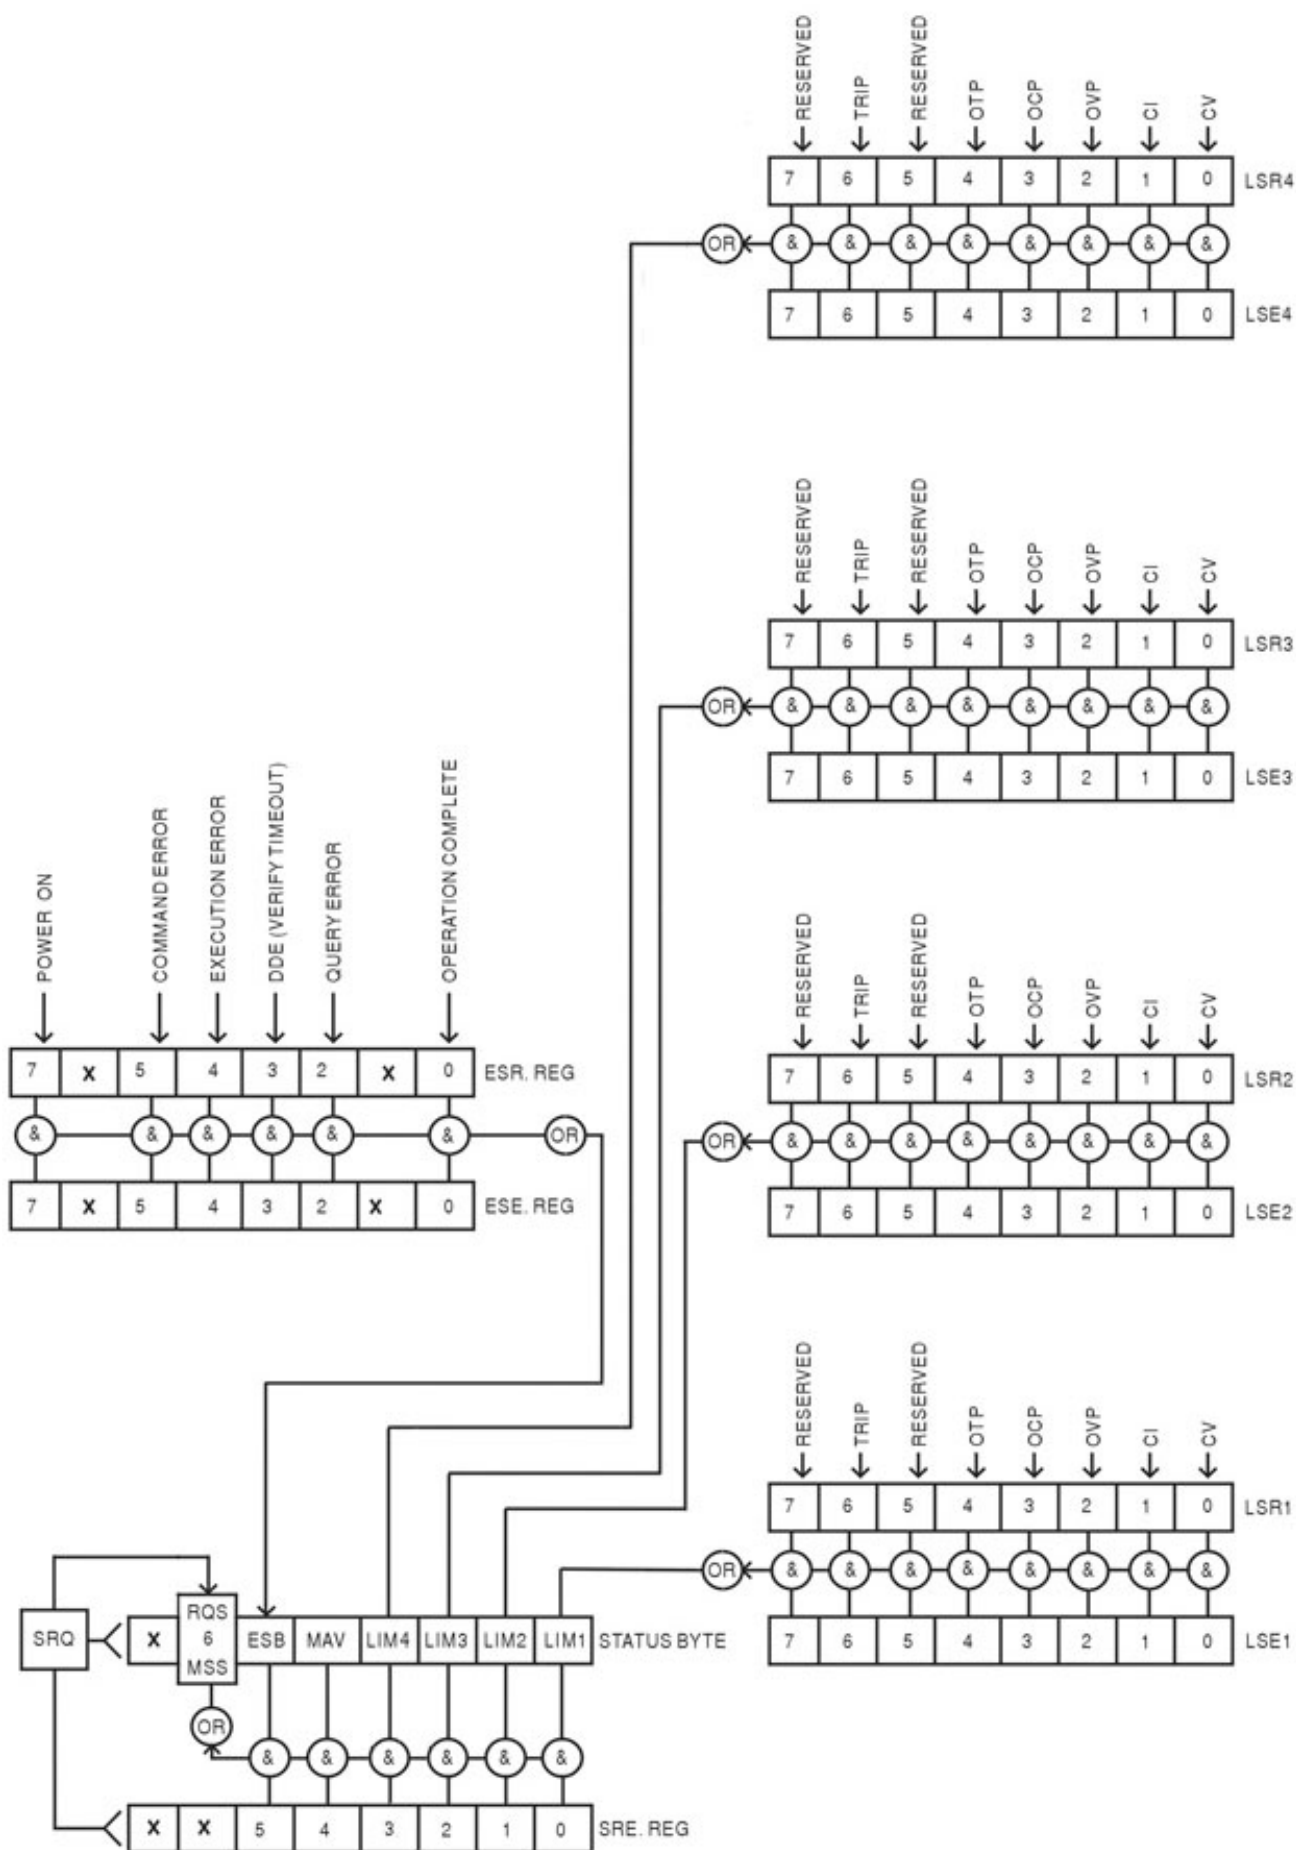 RESERVED TRIP RESERVED OTP OCP OVP CI CV
7 6 5 4 3 2 1 0 LSR4
OR & & & & & & & &
7 6 5 4 3 2 1 0 LSE4
RESERVED TRIP RESERVED OTP OCP OVP CI CV
7 6 5 4 3 2 1 0 LSR3
OR & & & & & & & &
7 6 5 4 3 2 1 0 LSE3
POWER ON
COMMAND ERROR
EXECUTION ERROR
DDE (VERIFY TIMEOUT)
QUERY ERROR
OPERATION COMPLETE
7 X 5 4 3 2 X 0 ESR. REG
& & & & & & OR
7 X 5 4 3 2 X 0 ESE. REG
RESERVED TRIP RESERVED OTP OCP OVP CI CV
7 6 5 4 3 2 1 0 LSR2
OR & & & & & & & &
7 6 5 4 3 2 1 0 LSE2
RESERVED TRIP RESERVED OTP OCP OVP CI CV
7 6 5 4 3 2 1 0 LSR1
OR & & & & & & & &
7 6 5 4 3 2 1 0 LSE1
RQS
SRQ X 6 ESB MAV LIM4 LIM3 LIM2 LIM1 STATUS BYTE
MSS
OR
& & & & & &
X X 5 4 3 2 1 0 SRE. REG